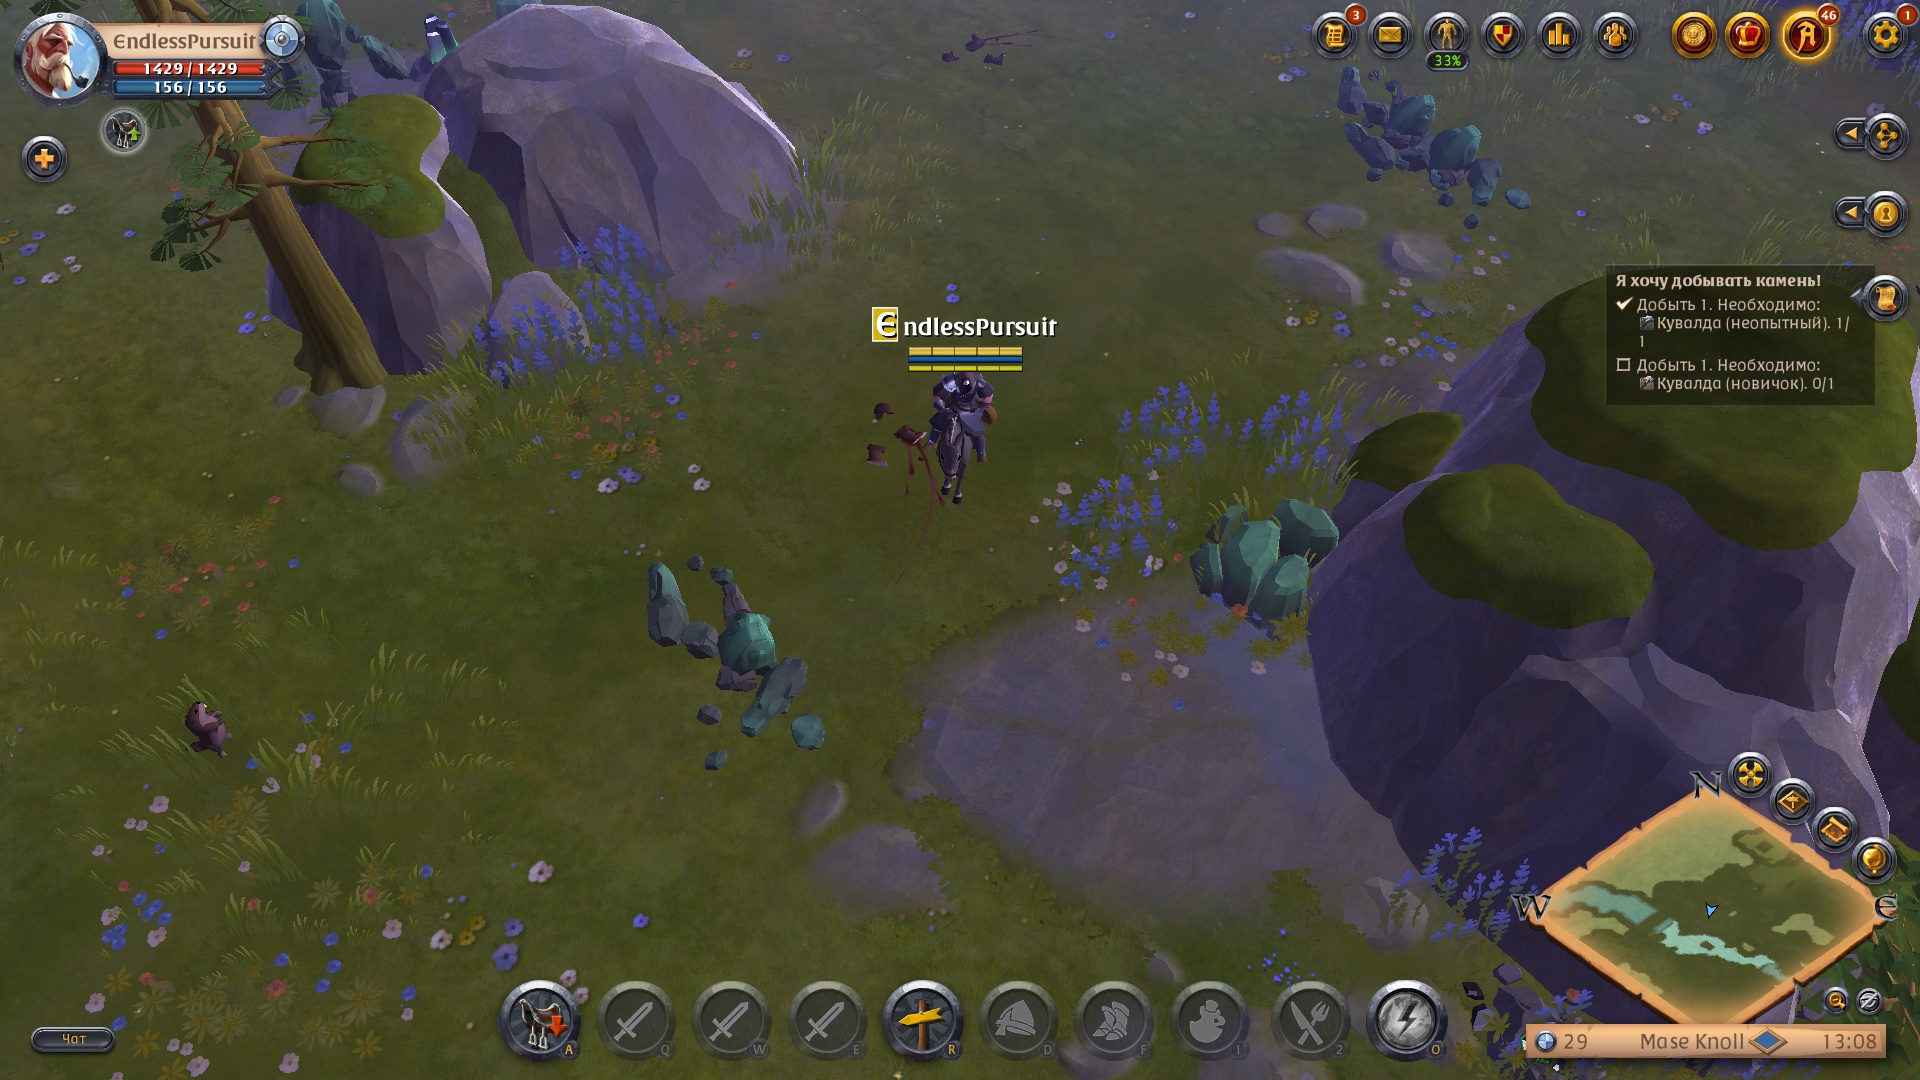 EndlessPursuit
1429 / 1429
156 / 156
3
33%
46
1
Я хочу добывать камень!
Добыть 1. Необходимо:
Кувалда (неопытный). 1/
1
Добыть 1. Необходимо:
Кувалда (новичок). 0/1
EndlessPursuit
N
W
E
Чат
A
Q
W
E
R
D
F
1
2
O
29
Mase Knoll
13:08